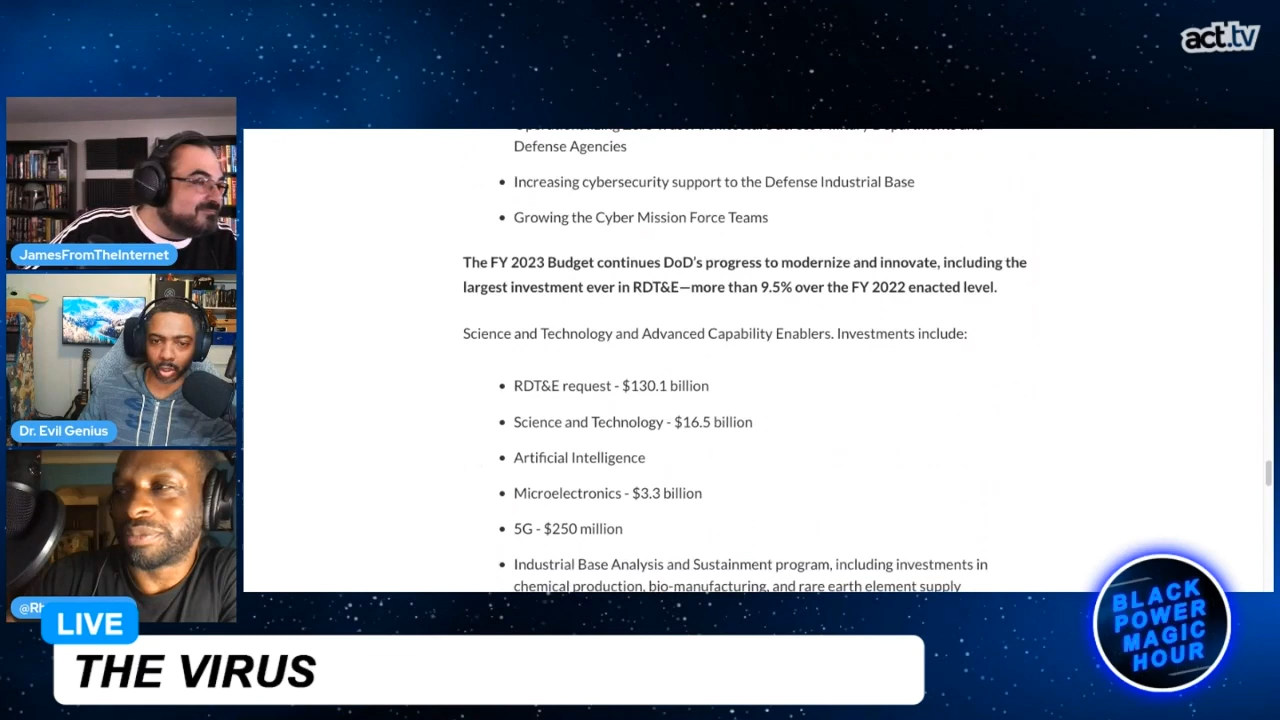 act.tv
Defense Agencies
Increasing cybersecurity support to the Defense Industrial Base
Growing the Cyber Mission Force Teams
The FY 2023 Budget continues DoD's progress to modernize and innovate, including the
largest investment ever in RDT&E—more than 9.5% over the FY 2022 enacted level.
Science and Technology and Advanced Capability Enablers. Investments include:
RDT&E request - $130.1 billion
Science and Technology - $16.5 billion
Artificial Intelligence
Microelectronics - $3.3 billion
5G - $250 million
Industrial Base Analysis and Sustainment program, including investments in
chemical production, bio-manufacturing, and rare earth element supply
JamesFromTheInternet
Dr. Evil Genius
LIVE
THE VIRUS
BLACK
POWER
MAGIC
HOUR